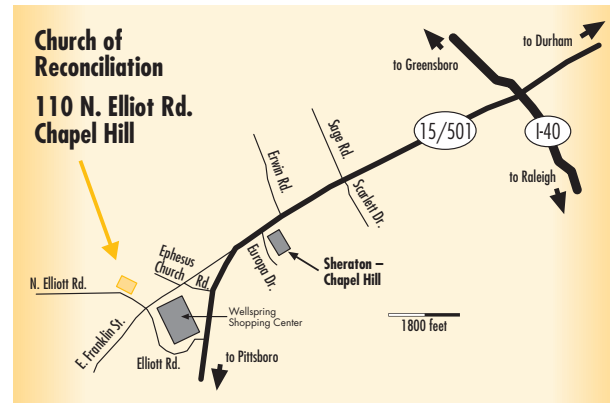 Church of
Reconciliation
110 N. Elliot Rd.
Chapel Hill
to Durham
to Greensboro
15/501
I-40
to Raleigh
Sage Rd.
Erwin Rd.
Scarlett Dr.
Europa Dr.
Sheraton –
Chapel Hill
Ephesus
Church Rd.
N. Elliott Rd.
Wellspring
Shopping Center
1800 feet
E. Franklin St.
Elliott Rd.
to Pittsboro